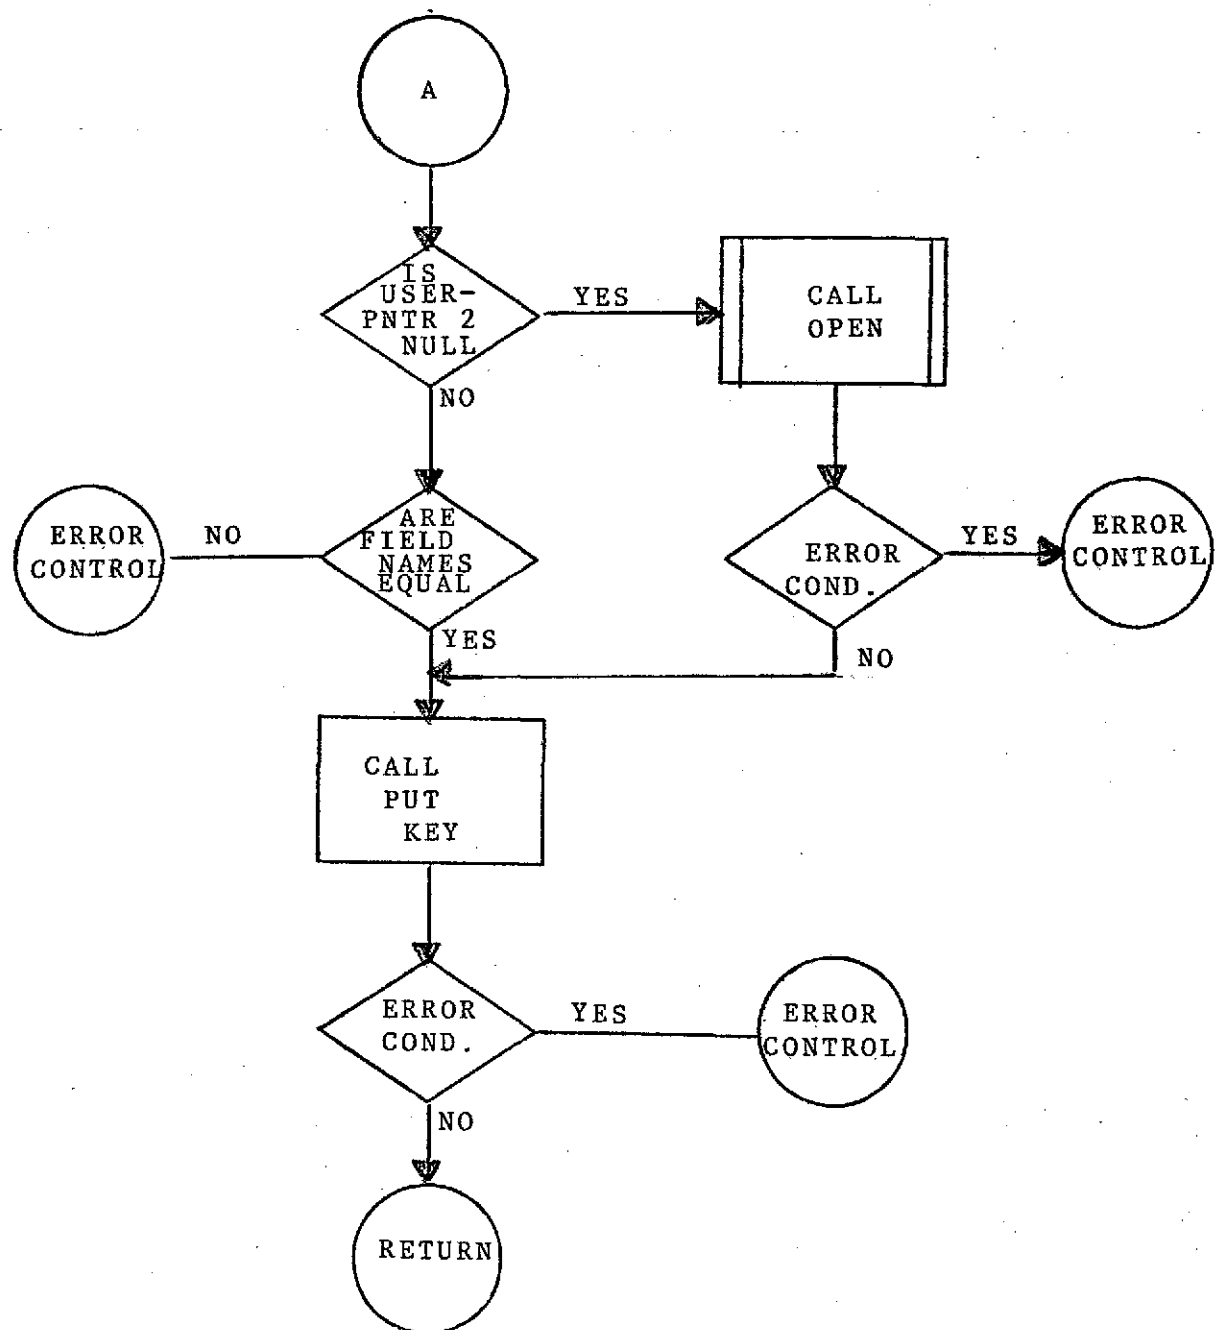 A
IS
USER-
PNTR 2
NULL
YES
CALL
OPEN
NO
ARE
FIELD
NAMES
EQUAL
NO
ERROR
CONTROL
ERROR
COND.
YES
ERROR
CONTROL
YES
NO
CALL
PUT
KEY
ERROR
COND.
YES
ERROR
CONTROL
NO
RETURN